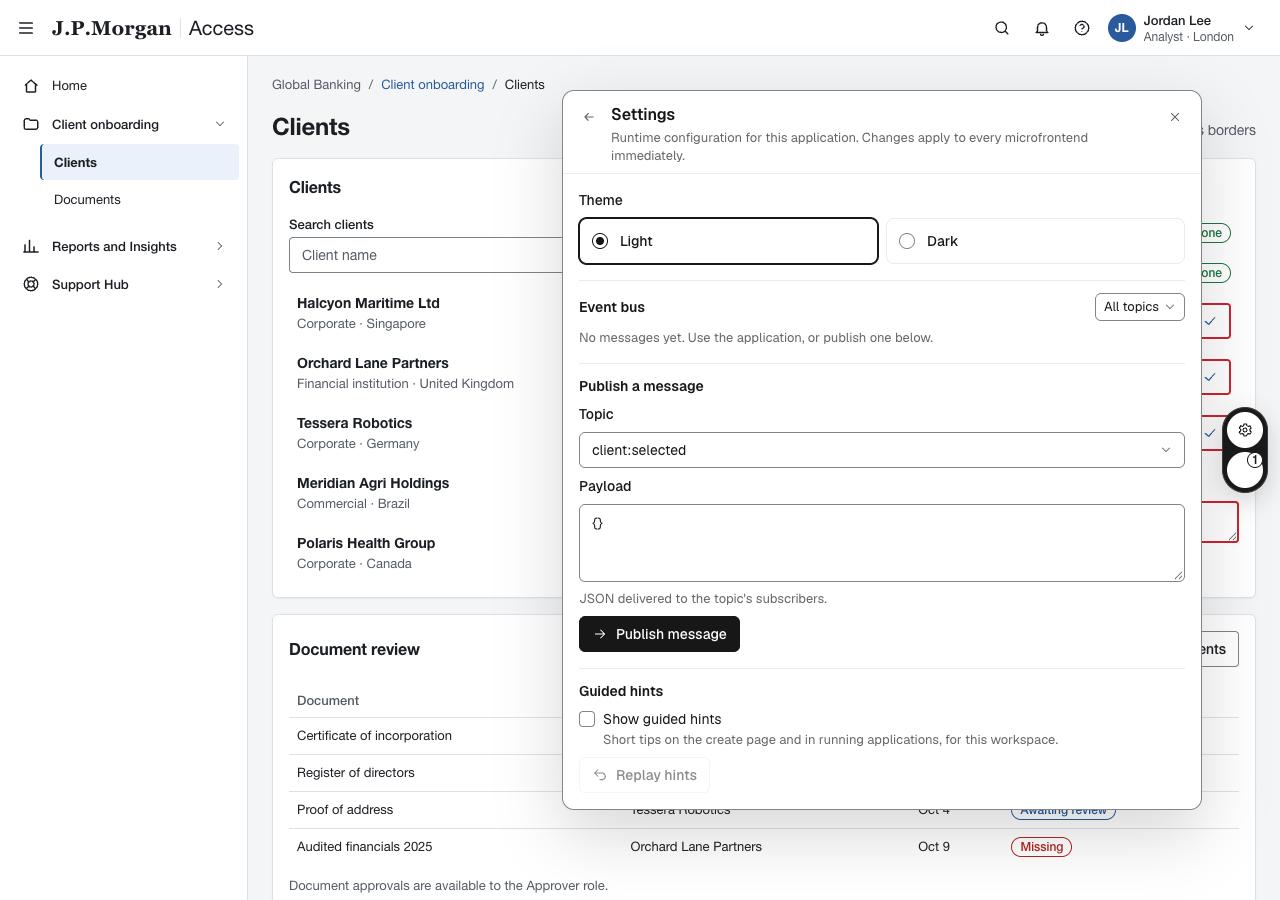 J.P.Morgan Access
JL
Jordan Lee
Analyst · London
Home
Client onboarding
Clients
Documents
Reports and Insights
Support Hub
Global Banking / Client onboarding / Clients
Clients
borders
Clients
Search clients
Client name
Halcyon Maritime Ltd
Corporate · Singapore
Orchard Lane Partners
Financial institution · United Kingdom
Tessera Robotics
Corporate · Germany
Meridian Agri Holdings
Commercial · Brazil
Polaris Health Group
Corporate · Canada
Settings
Runtime configuration for this application. Changes apply to every microfrontend
immediately.
Theme
Light
Dark
Event bus
All topics
No messages yet. Use the application, or publish one below.
Publish a message
Topic
client:selected
Payload
{}
JSON delivered to the topic's subscribers.
Publish message
Guided hints
Show guided hints
Short tips on the create page and in running applications, for this workspace.
Replay hints
1
Document review
Document
Certificate of incorporation
Register of directors
Proof of address Tessera Robotics Oct 4 Awaiting review
Audited financials 2025 Orchard Lane Partners Oct 9 Missing
Document approvals are available to the Approver role.